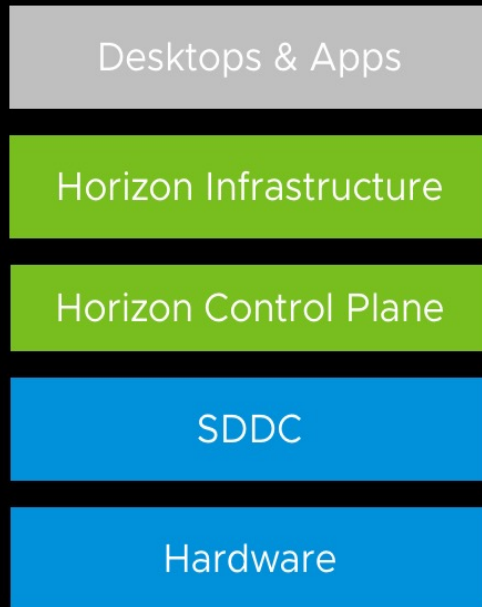 Desktops & Apps
Horizon Infrastructure
Horizon Control Plane
SDDC
Hardware